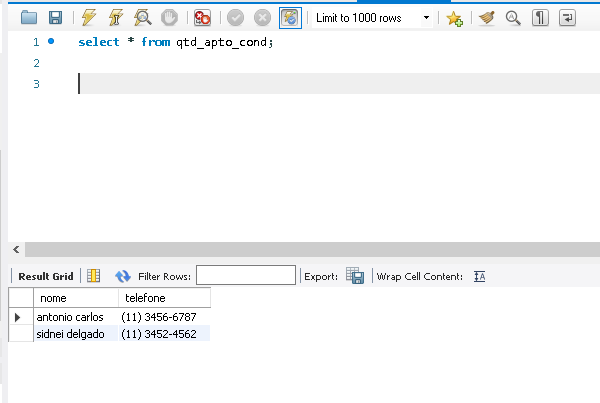 Limit to 1000 rows
1 select * from qtd_apto_cond;
2
3
Result Grid Filter Rows: Export: Wrap Cell Content:
nome telefone
antonio carlos (11) 3456-6787
sidnei delgado (11) 3452-4562